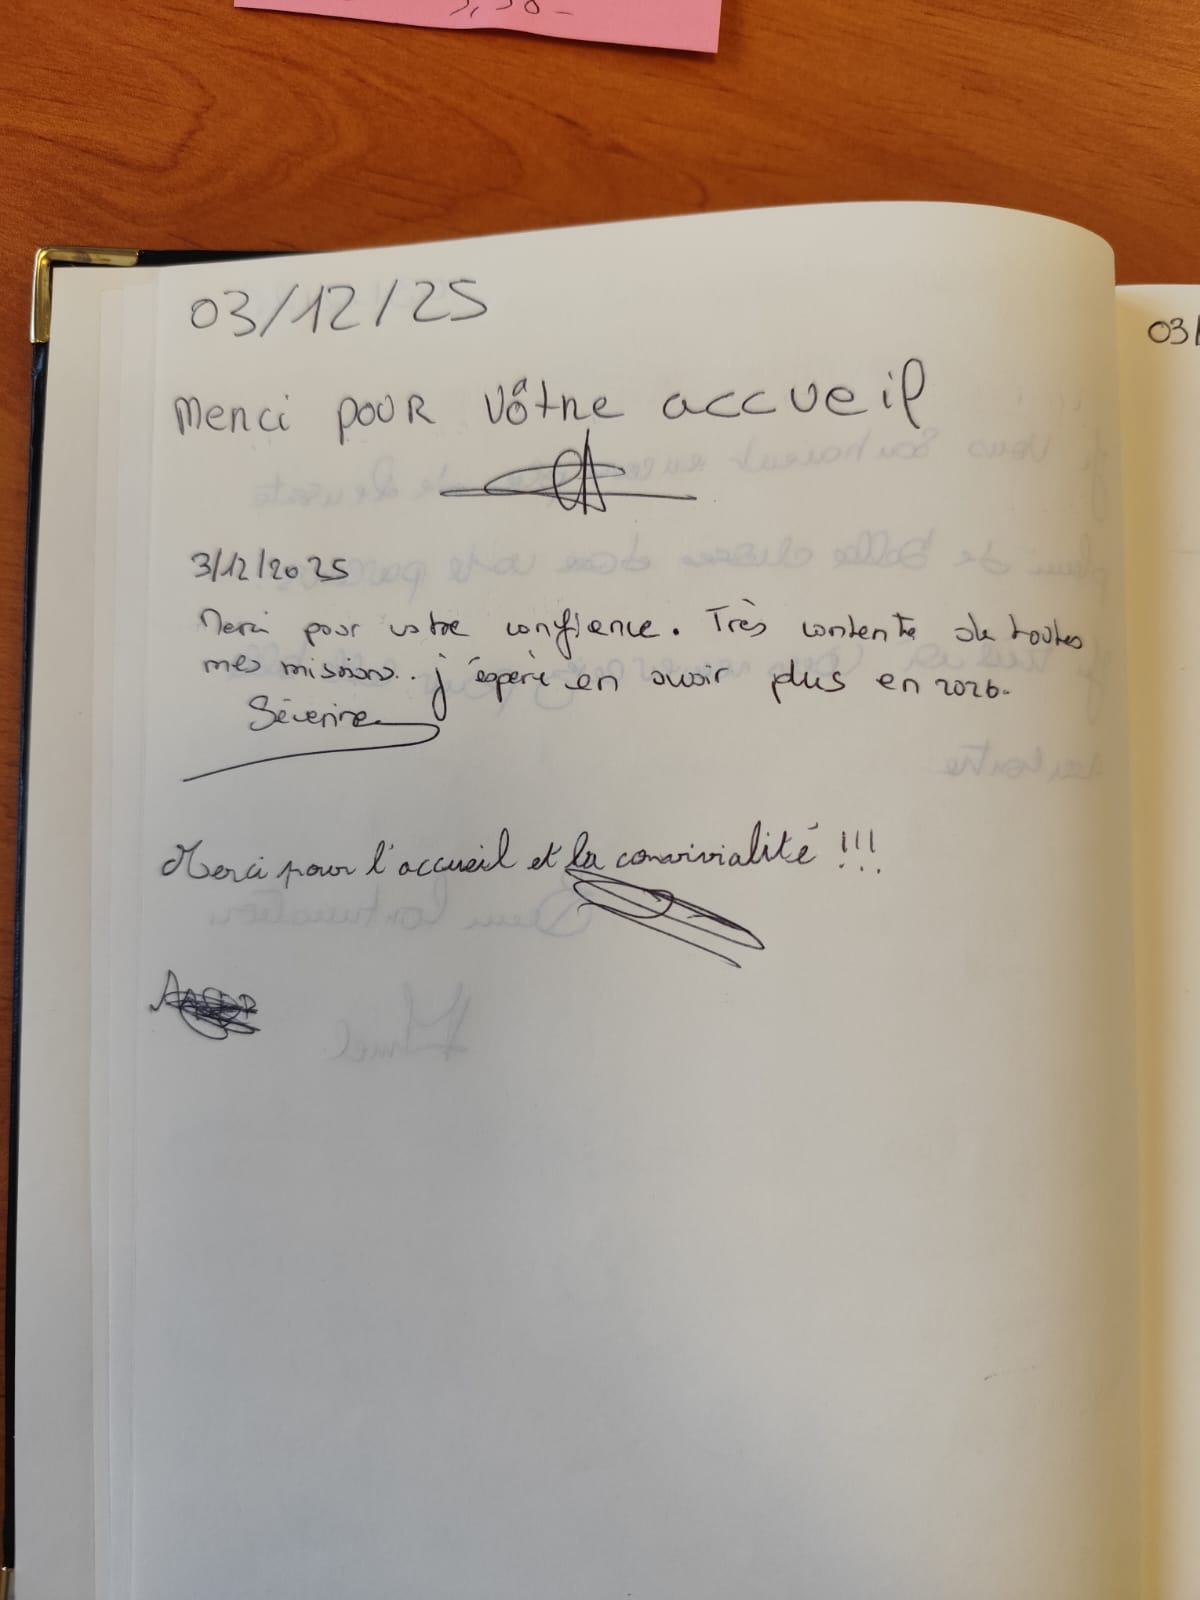 03/12/25
Merci pour vôtre accueil
3/12/2025
Merci pour votre confiance. Très contente de toutes
mes missions.. j'éspère en avoir plus en 2026.
Séverine
Merci pour l'accueil et la convivialité !!!
03/